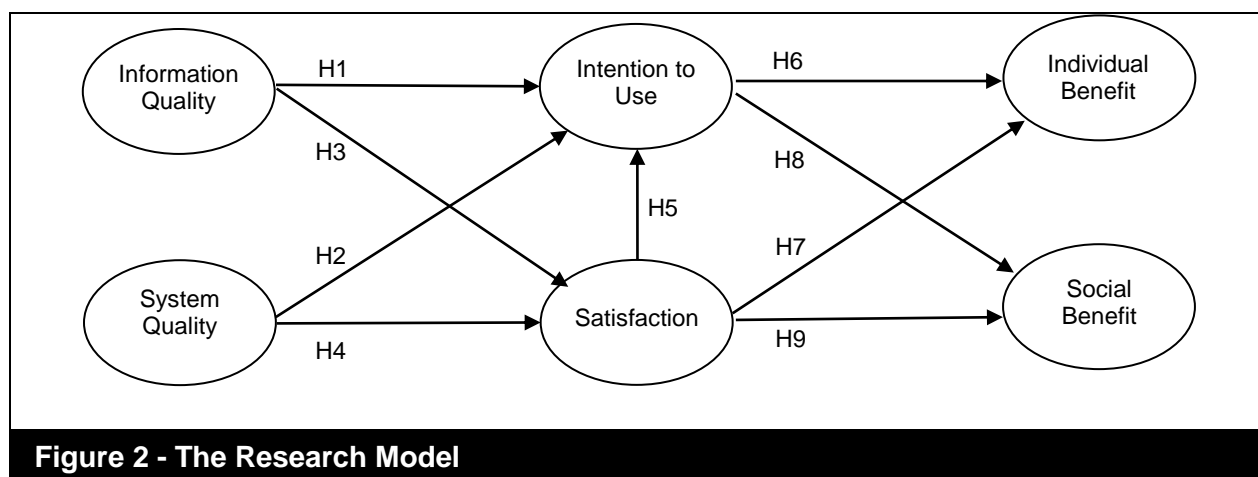 Information
Quality
H1
Intention to
Use
H6
Individual
Benefit
H3
H8
H5
H2
H7
System
Quality
Satisfaction
Social
Benefit
H4
H9
Figure 2 - The Research Model